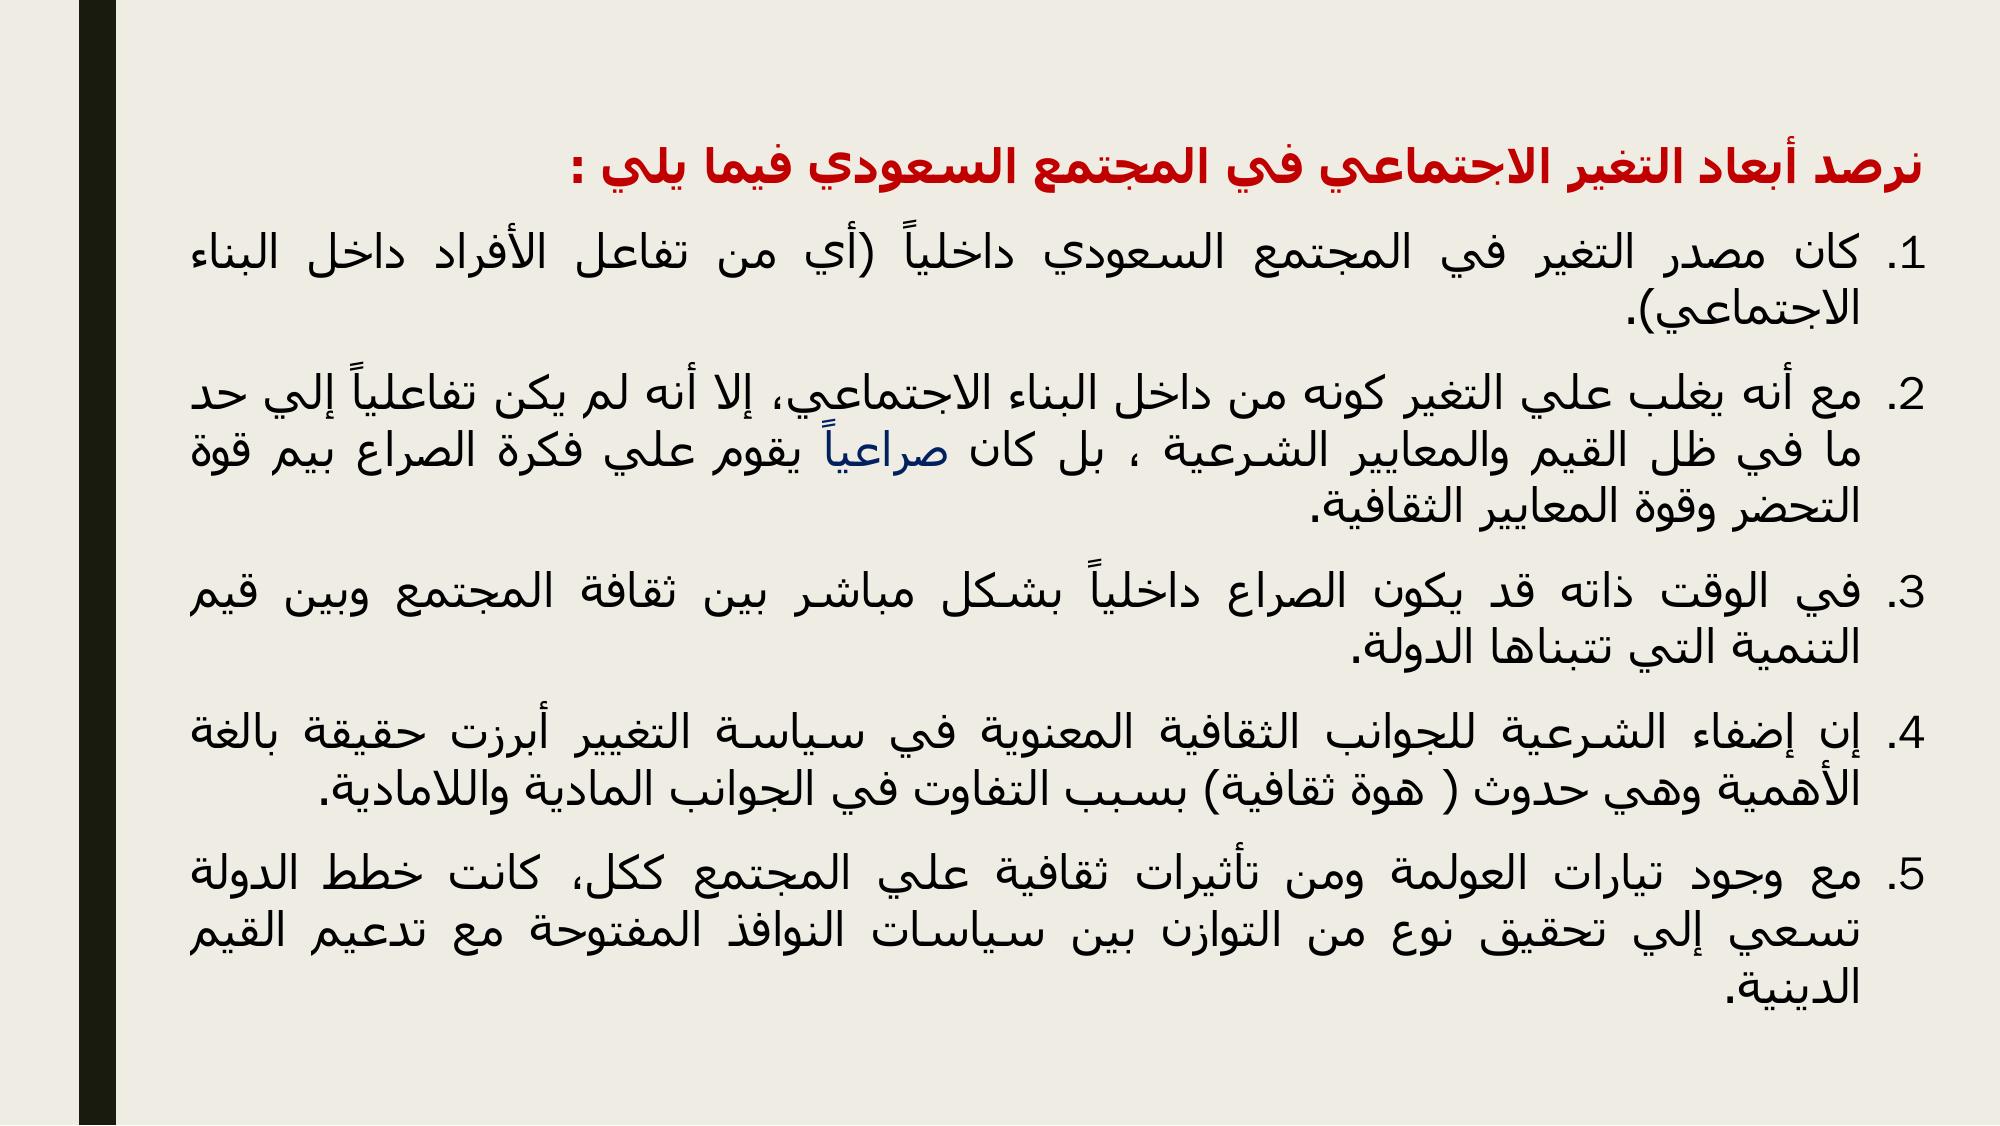 نرصد أبعاد التغير الاجتماعي في المجتمع السعودي فيما يلي :
1. كان مصدر التغير في المجتمع السعودي داخلياً (أي من تفاعل الأفراد داخل البناء
الاجتماعي).
2. مع أنه يغلب علي التغير كونه من داخل البناء الاجتماعي، إلا أنه لم يكن تفاعلياً إلي حد
ما في ظل القيم والمعايير الشرعية ، بل كان صراعياً يقوم علي فكرة الصراع بيم قوة
التحضر وقوة المعايير الثقافية.
3. في الوقت ذاته قد يكون الصراع داخلياً بشكل مباشر بين ثقافة المجتمع وبين قيم
التنمية التي تتبناها الدولة.
4. إن إضفاء الشرعية للجوانب الثقافية المعنوية في سياسة التغيير أبرزت حقيقة بالغة
الأهمية وهي حدوث ( هوة ثقافية) بسبب التفاوت في الجوانب المادية واللامادية.
5. مع وجود تيارات العولمة ومن تأثيرات ثقافية علي المجتمع ككل، كانت خطط الدولة
تسعي إلي تحقيق نوع من التوازن بين سياسات النوافذ المفتوحة مع تدعيم القيم
الدينية.